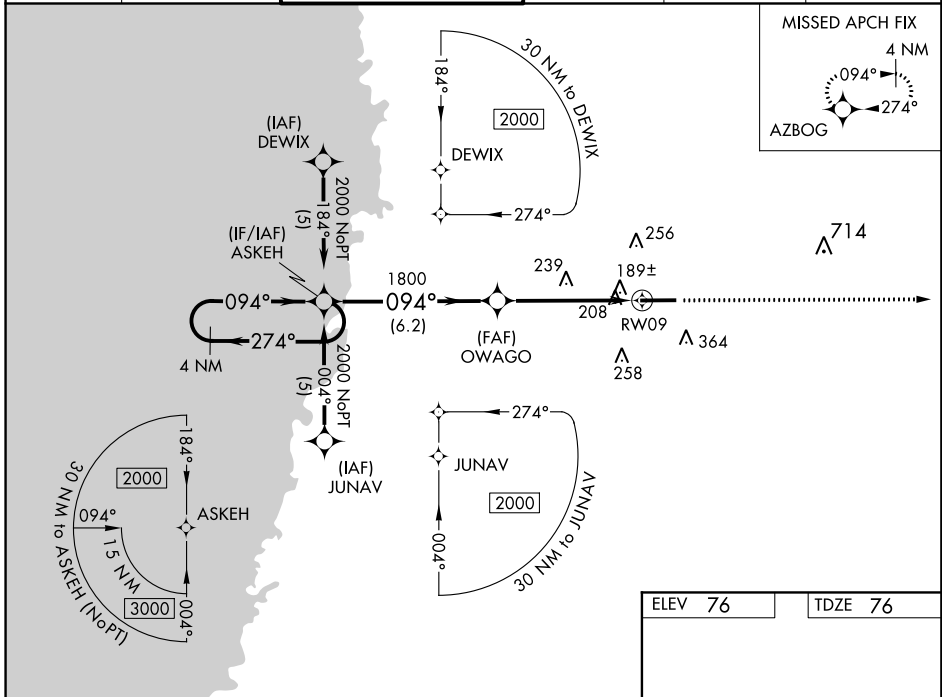 MISSED APCH FIX
4 NM
094°
274°
AZBOG
30 NM to DEWIX
184°
2000
DEWIX
274°
(IAF)
DEWIX
2000 NoPT
184°
(5)
(IF/IAF)
ASKEH
094°
274°
4 NM
1800
094°
(6.2)
(FAF)
OWAGO
239
256
189±
208
RW09
714
364
258
2000 NoPT
004°
(5)
(IAF)
JUNAV
274°
JUNAV
2000
004°
30 NM to JUNAV
184°
2000
ASKEH
094°
15 NM
3000
004°
30 NM to ASKEH (NoPT)
ELEV 76
TDZE 76